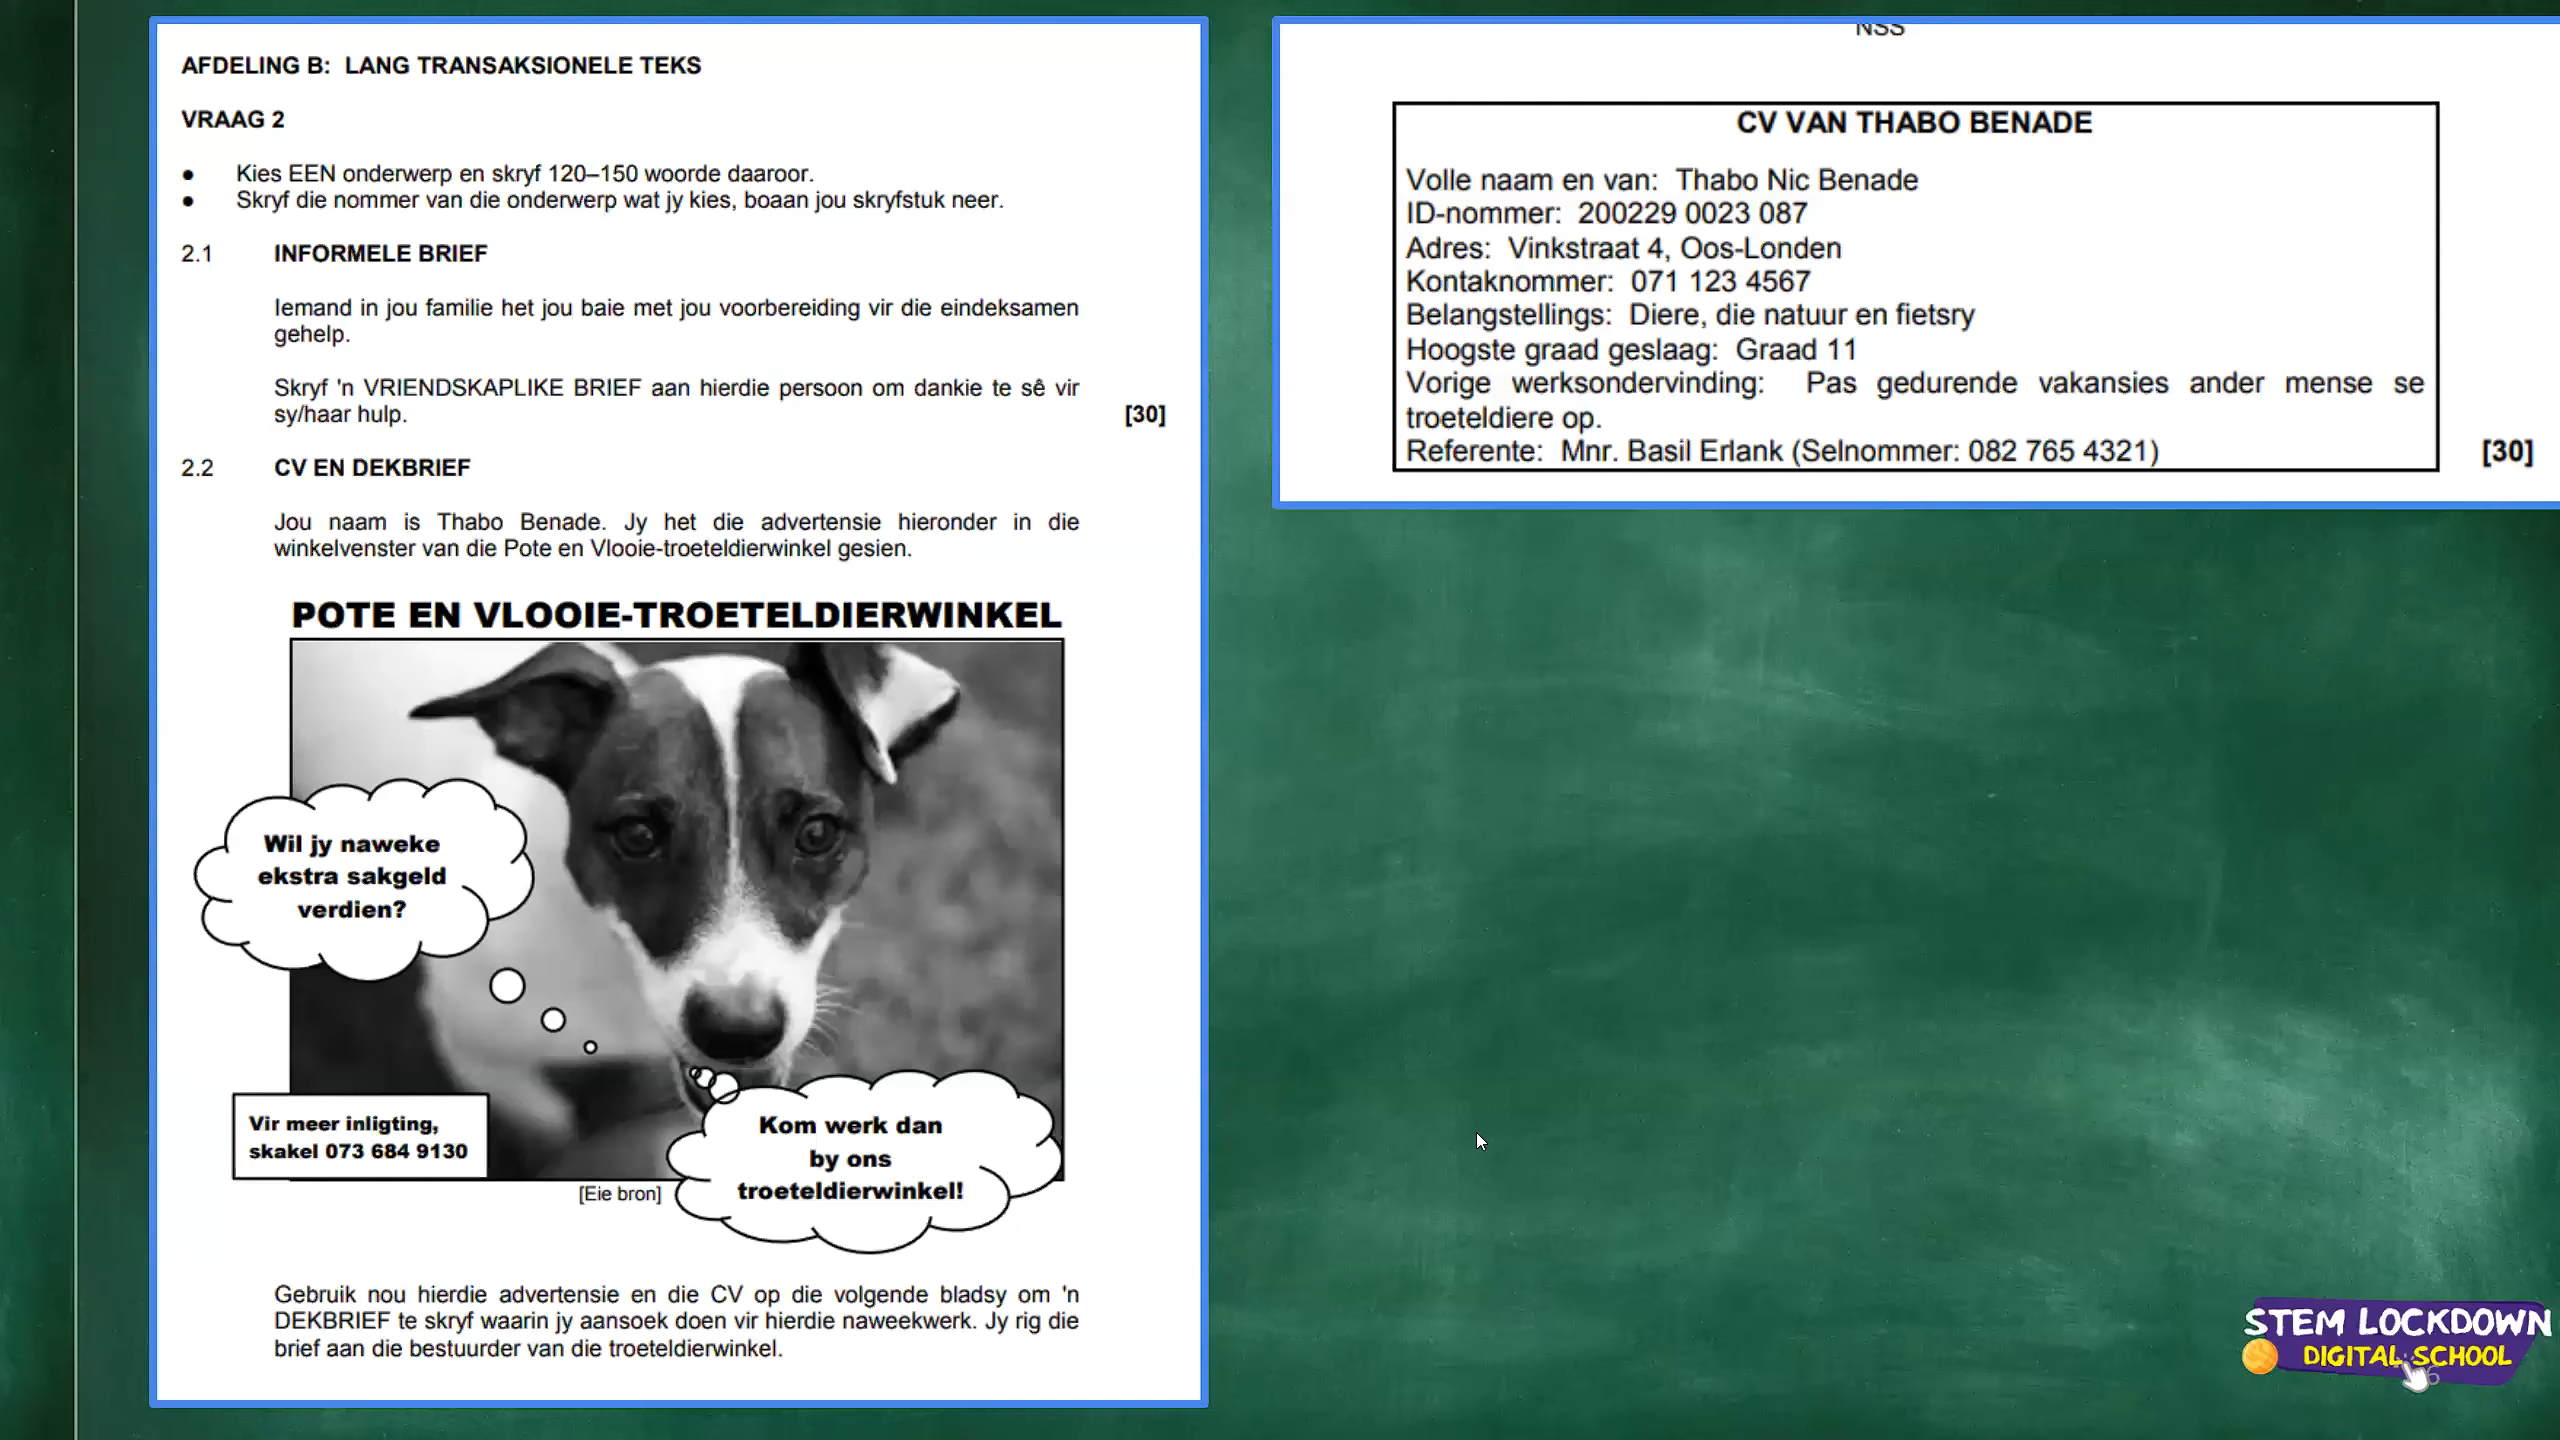 AFDELING B: LANG TRANSAKSIONELE TEKS
VRAAG 2
● Kies EEN onderwerp en skryf 120–150 woorde daaroor.
● Skryf die nommer van die onderwerp wat jy kies, boaan jou skryfstuk neer.
2.1 INFORMELE BRIEF
Iemand in jou familie het jou baie met jou voorbereiding vir die eindeksamen
gehelp.
Skryf 'n VRIENDSKAPLIKE BRIEF aan hierdie persoon om dankie te sê vir
sy/haar hulp. [30]
2.2 CV EN DEKBRIEF
Jou naam is Thabo Benade. Jy het die advertensie hieronder in die
winkelvenster van die Pote en Vlooie-troeteldierwinkel gesien.
POTE EN VLOOIE-TROETELDIERWINKEL
Wil jy naweke
ekstra sakgeld
verdien?
Vir meer inligting,
skakel 073 684 9130
Kom werk dan
by ons
troeteldierwinkel!
[Eie bron]
Gebruik nou hierdie advertensie en die CV op die volgende bladsy om 'n
DEKBRIEF te skryf waarin jy aansoek doen vir hierdie naweekwerk. Jy rig die
brief aan die bestuurder van die troeteldierwinkel.
NSS
CV VAN THABO BENADE
Volle naam en van: Thabo Nic Benade
ID-nommer: 200229 0023 087
Adres: Vinkstraat 4, Oos-Londen
Kontaknommer: 071 123 4567
Belangstellings: Diere, die natuur en fietsry
Hoogste graad geslaag: Graad 11
Vorige werksondervinding: Pas gedurende vakansies ander mense se
troeteldiere op.
Referente: Mnr. Basil Erlank (Selnommer: 082 765 4321)
[30]
STEM LOCKDOWN
DIGITAL SCHOOL